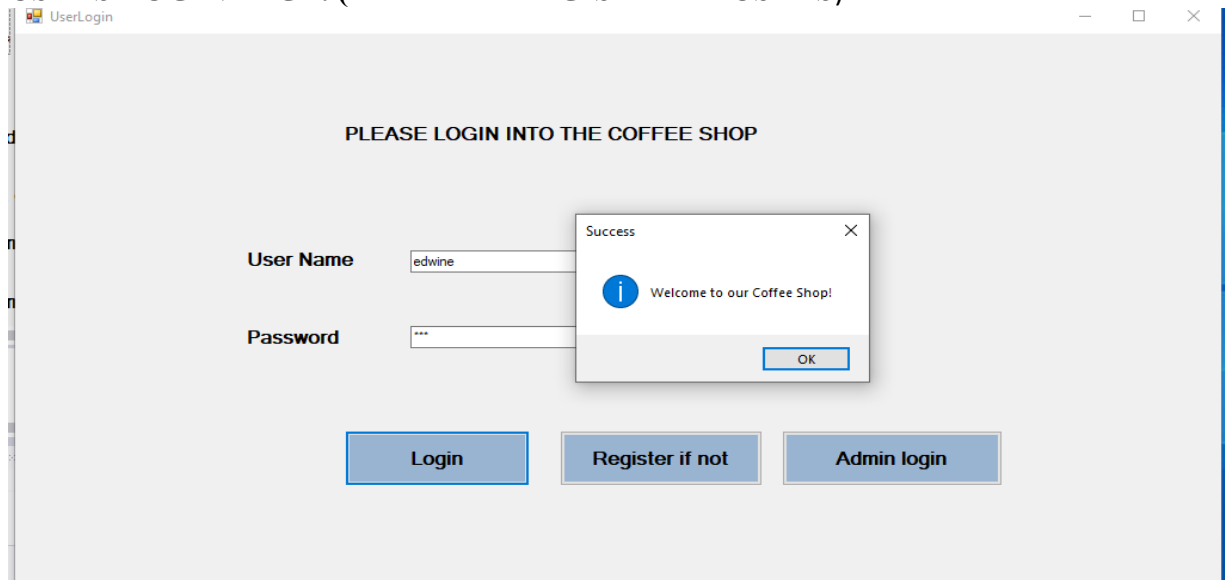 UserLogin
PLEASE LOGIN INTO THE COFFEE SHOP
Success
User Name
edwine
Welcome to our Coffee Shop!
Password
***
OK
Login
Register if not
Admin login